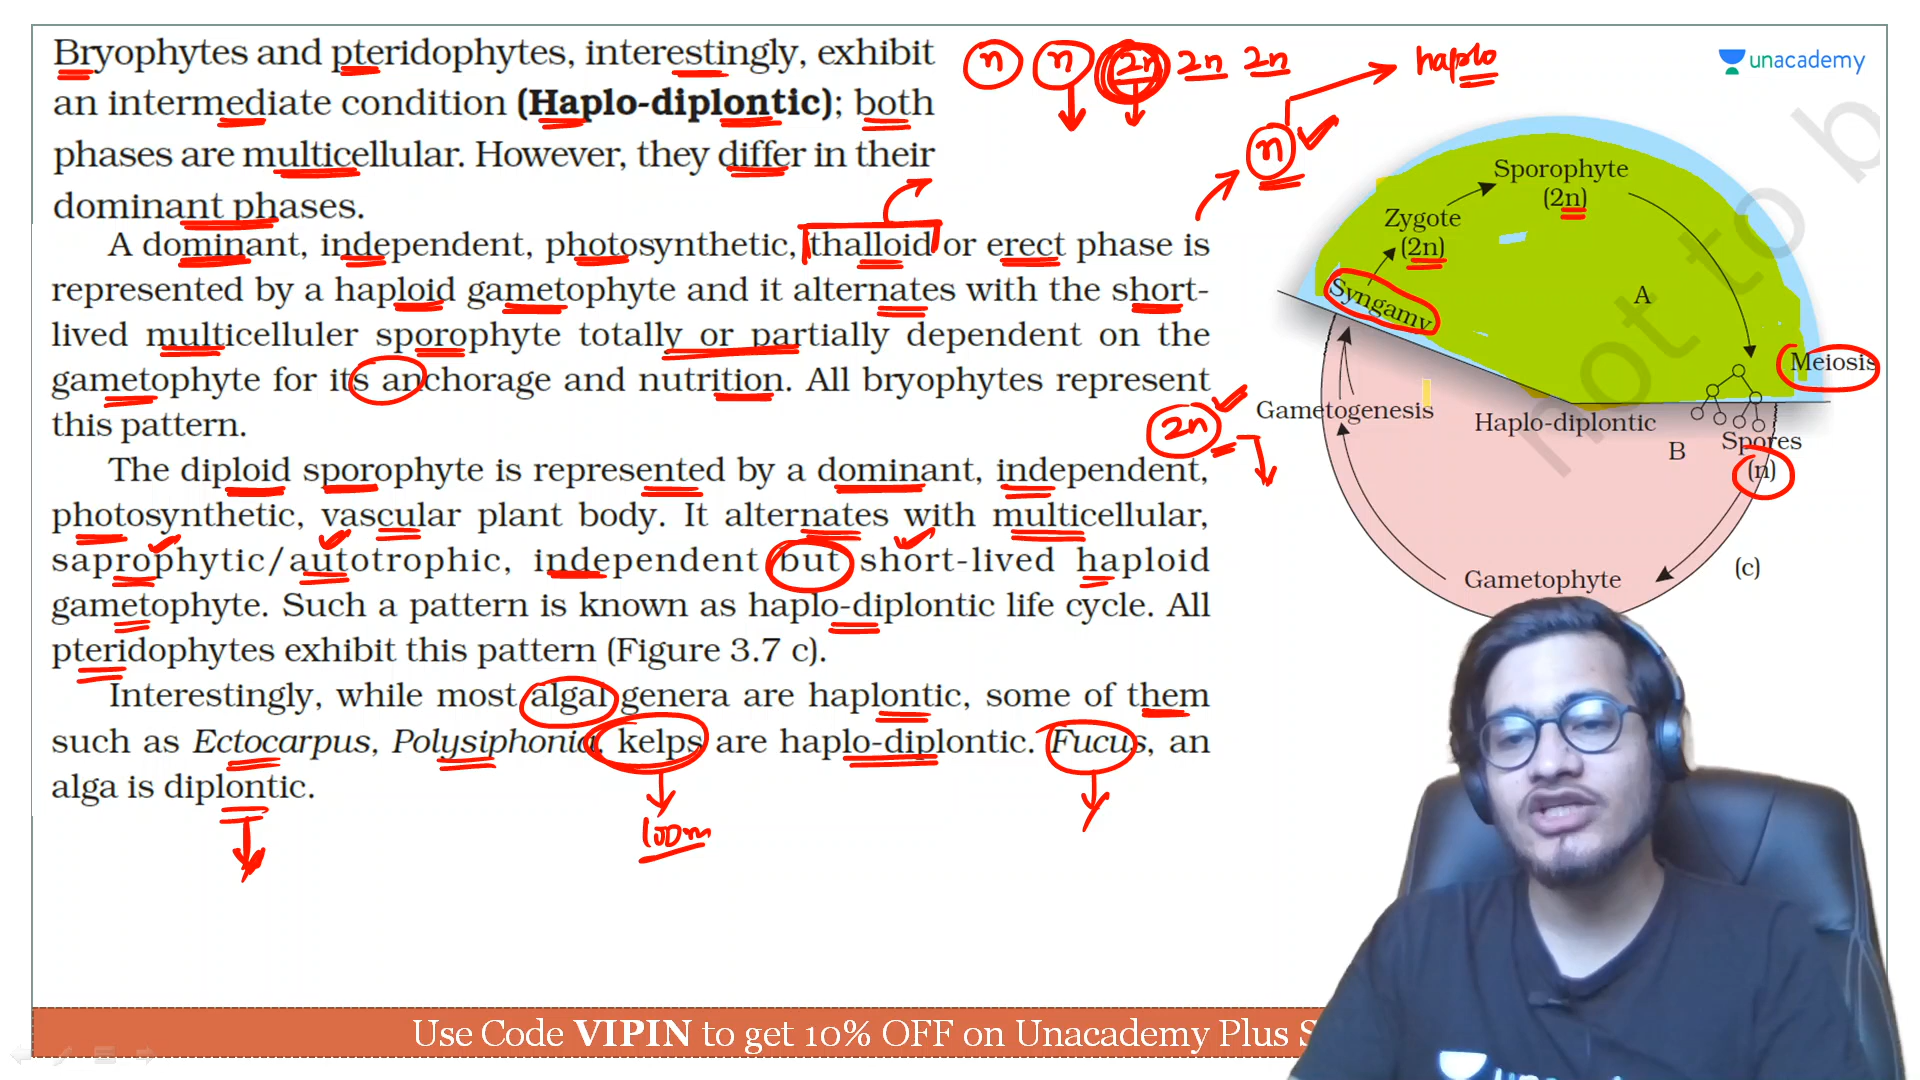 Bryophytes and pteridophytes, interestingly, exhibit
an intermediate condition (Haplo-diplontic); both
phases are multicellular. However, they differ in their
dominant phases.
A dominant, independent, photosynthetic, thalloid or erect phase is
represented by a haploid gametophyte and it alternates with the short-
lived multicelluler sporophyte totally or partially dependent on the
gametophyte for its anchorage and nutrition. All bryophytes represent
this pattern.
The diploid sporophyte is represented by a dominant, independent,
photosynthetic, vascular plant body. It alternates with multicellular,
saprophytic/autotrophic, independent but short-lived haploid
gametophyte. Such a pattern is known as haplo-diplontic life cycle. All
pteridophytes exhibit this pattern (Figure 3.7 c).
Interestingly, while most algal genera are haplontic, some of them
such as Ectocarpus, Polysiphonia, kelps are haplo-diplontic. Fucus, an
alga is diplontic.
100m
n n 2n 2n 2n
haplo
n
2n
unacademy
Sporophyte
(2n)
Zygote
(2n)
Syngamy
A
Meiosis
Gametogenesis
Haplo-diplontic
B
Spores
(n)
Gametophyte
(c)
not to b
Use Code VIPIN to get 10% OFF on Unacademy Plus S